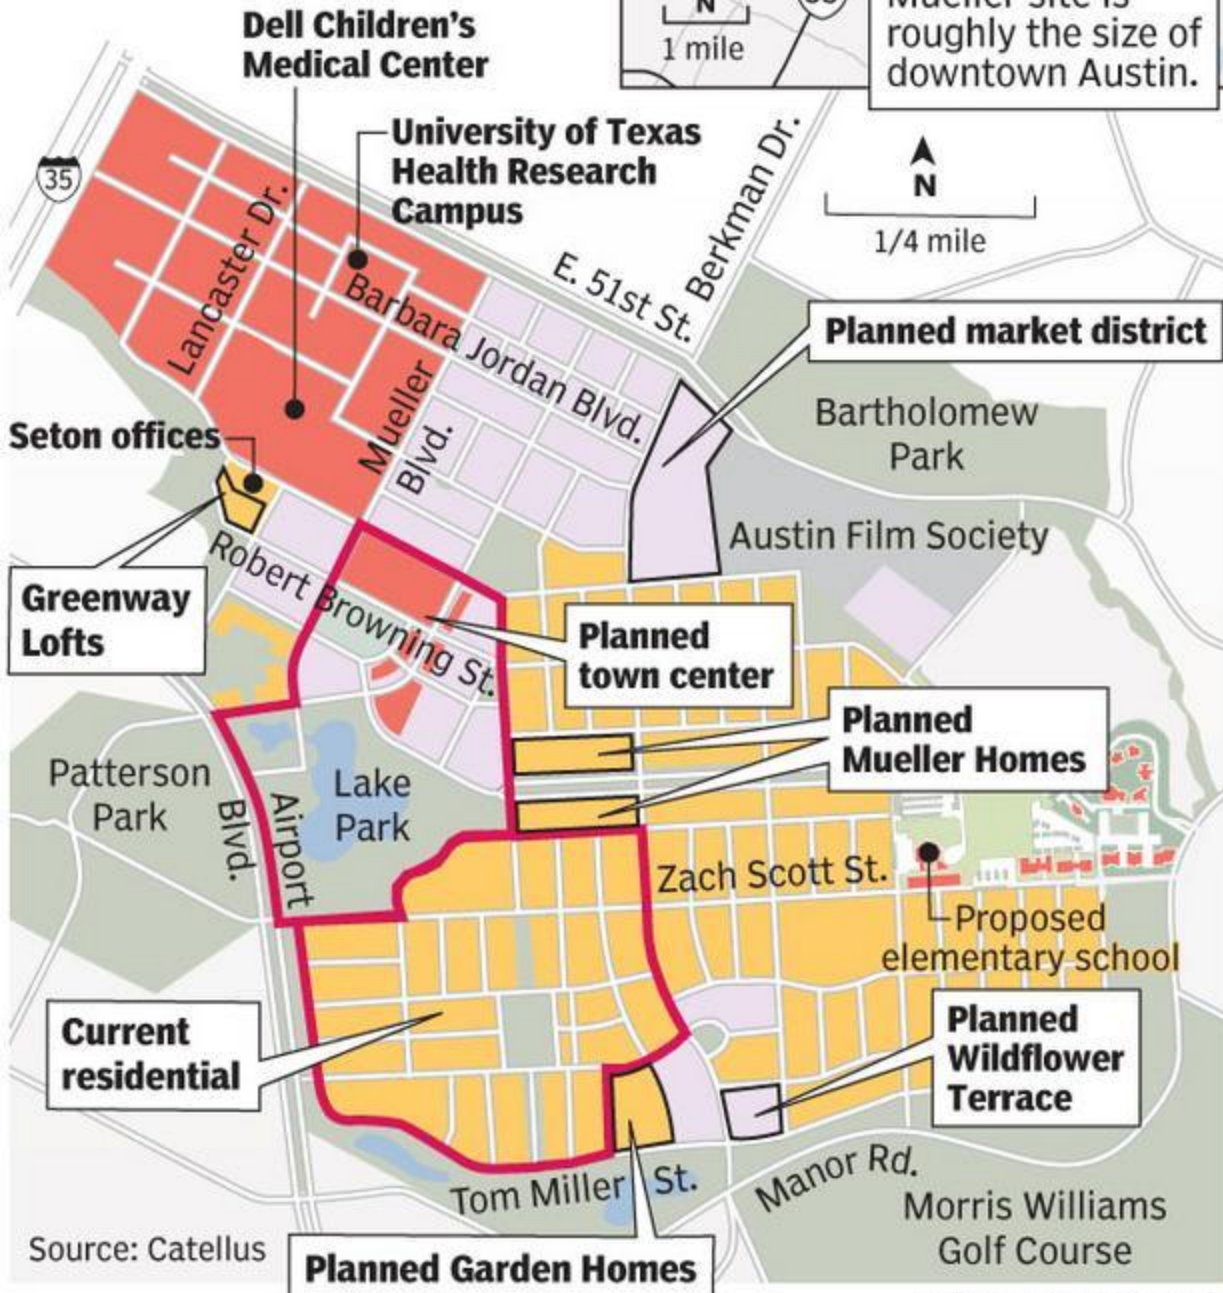 Dell Children's
Medical Center
N
1 mile
Mueller site is
roughly the size of
downtown Austin.
University of Texas
Health Research
Campus
35
N
1/4 mile
Berkman Dr.
E. 51st St.
Lancaster Dr.
Barbara Jordan Blvd.
Mueller
Blvd.
Planned market district
Bartholomew
Park
Seton offices
Austin Film Society
Robert Browning St.
Greenway
Lofts
Planned
town center
Planned
Mueller Homes
Patterson
Park
Lake
Park
Airport
Blvd.
Zach Scott St.
Proposed
elementary school
Current
residential
Planned
Wildflower
Terrace
Tom Miller St.
Manor Rd.
Morris Williams
Golf Course
Source: Catellus
Planned Garden Homes